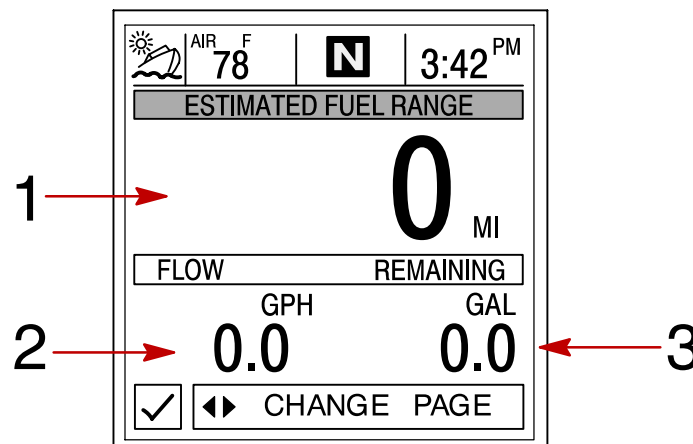 AIR 78 F N 3:42 PM
ESTIMATED FUEL RANGE
1 0 MI
FLOW REMAINING
GPH GAL
2 0.0 0.0 3
CHANGE PAGE